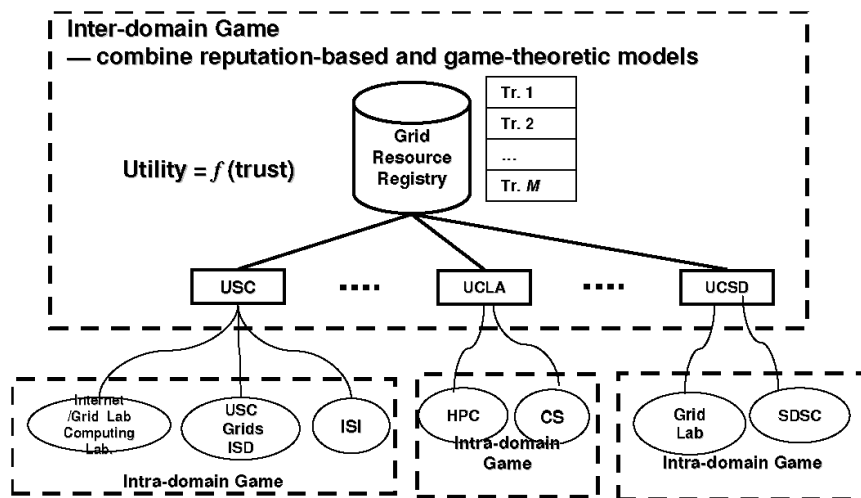 Inter-domain Game
— combine reputation-based and game-theoretic models
Grid
Resource
Registry
Tr. 1
Tr. 2
...
Tr. M
Utility = f (trust)
USC
UCLA
UCSD
Internet
/Grid Lab
Computing
Lab.
USC
Grids
ISD
ISI
Intra-domain Game
HPC
CS
Intra-domain
Game
Grid
Lab
SDSC
Intra-domain Game